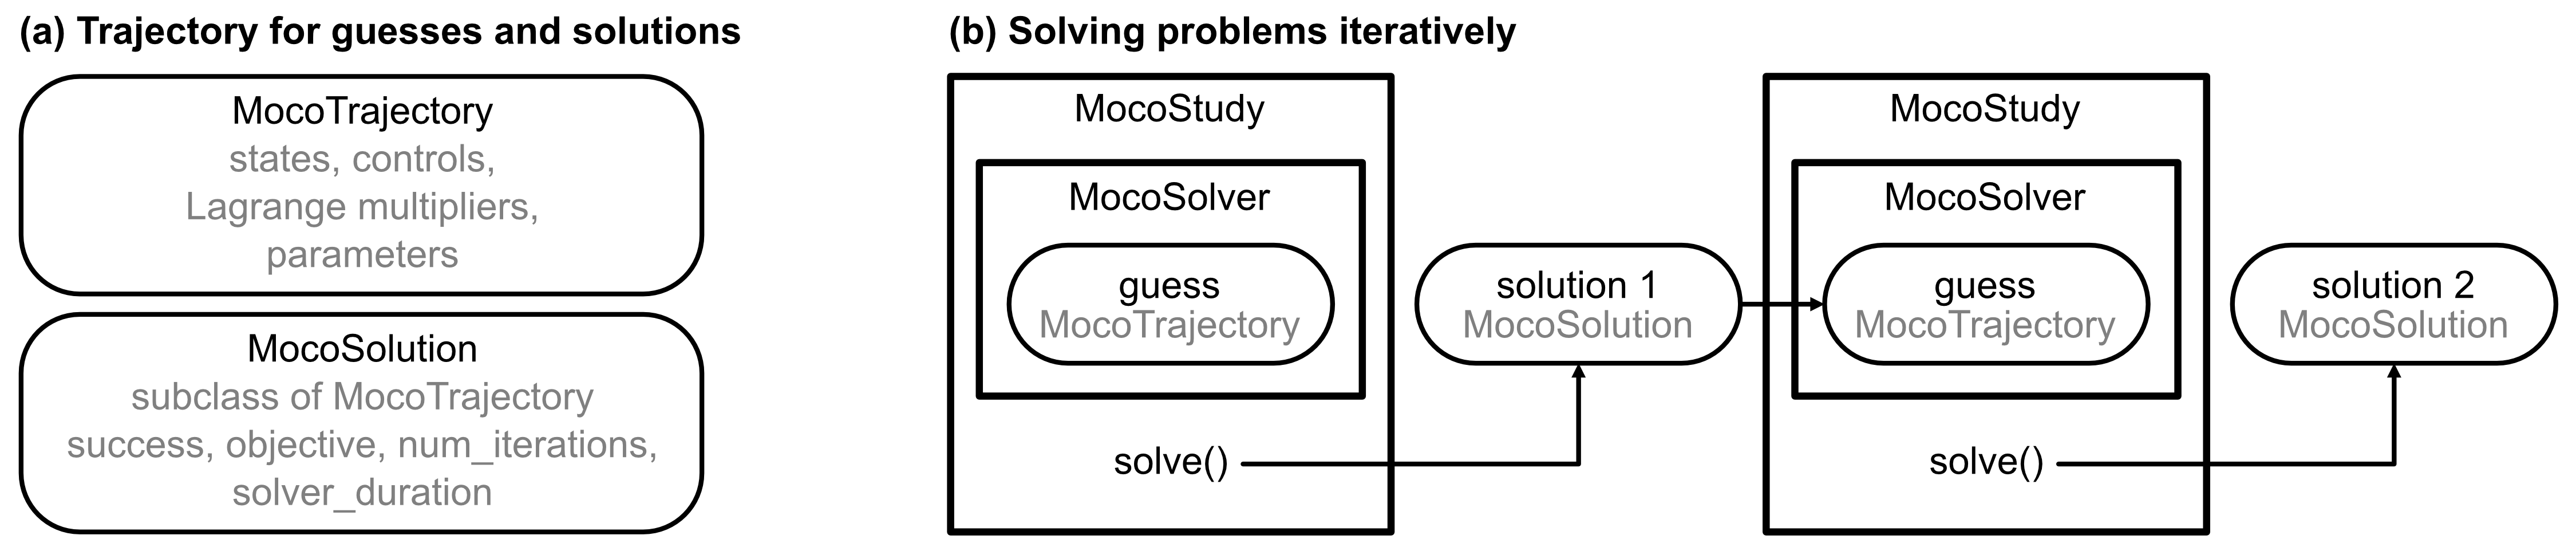 (a) Trajectory for guesses and solutions
MocoTrajectory
states, controls,
Lagrange multipliers,
parameters
MocoSolution
subclass of MocoTrajectory
success, objective, num_iterations,
solver_duration
(b) Solving problems iteratively
MocoStudy
MocoSolver
guess
MocoTrajectory
solve()
solution 1
MocoSolution
MocoStudy
MocoSolver
guess
MocoTrajectory
solve()
solution 2
MocoSolution